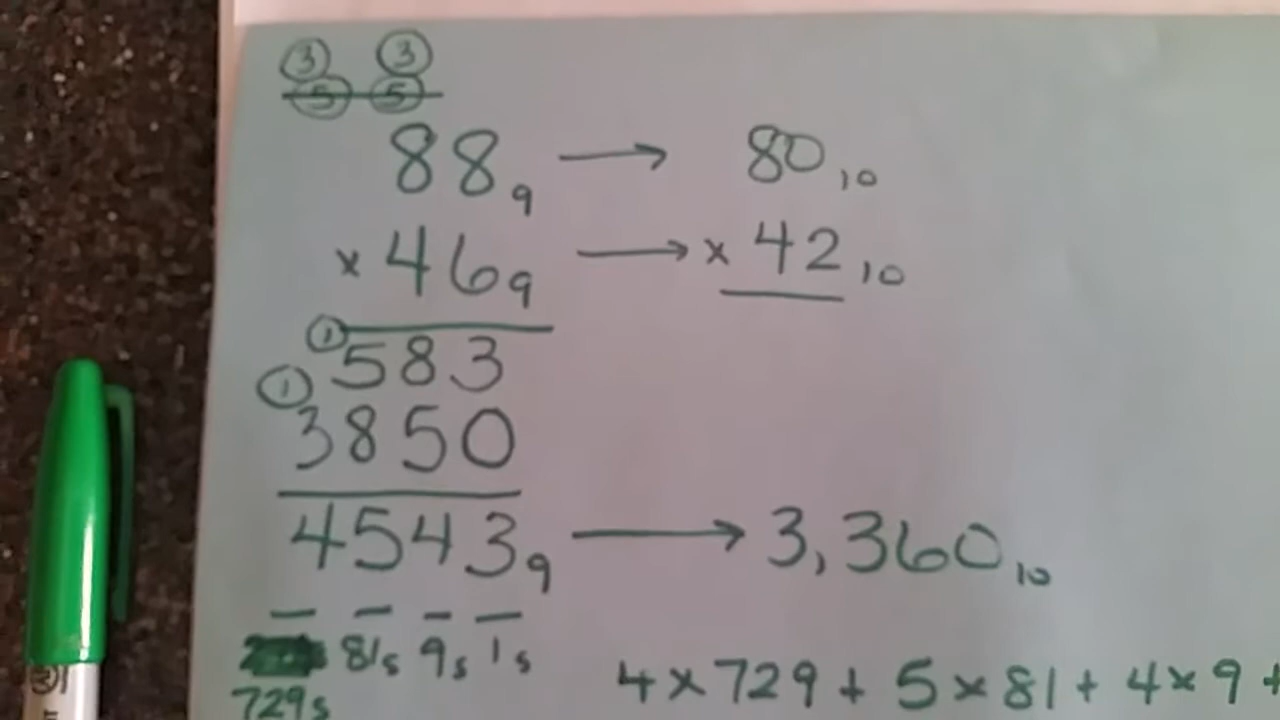 3 3
5 5
88₉ → 80₁₀
× 46₉ → × 42₁₀
1 583
1 3850
4543₉ → 3,360₁₀
81s 9s 1s
729s
4×729 + 5×81 + 4×9 +